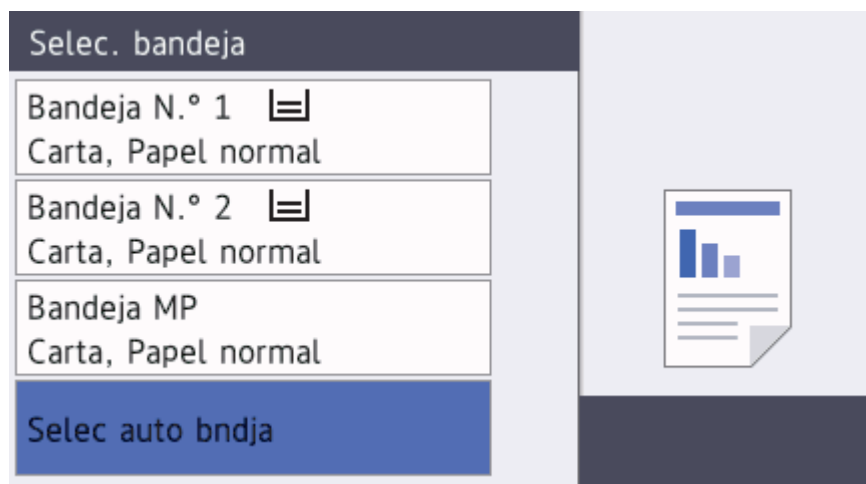 Selec. bandeja
Bandeja N.° 1
Carta, Papel normal
Bandeja N.° 2
Carta, Papel normal
Bandeja MP
Carta, Papel normal
Selec auto bndja